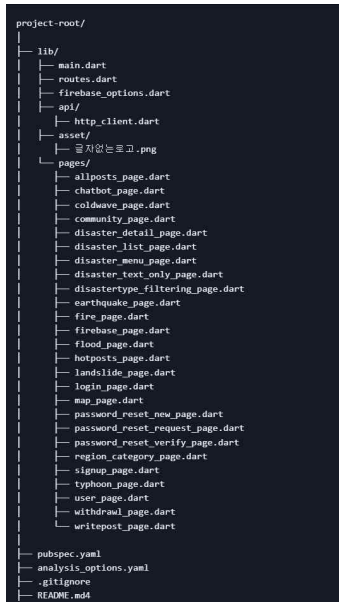 project-root/
│
├── lib/
│   ├── main.dart
│   ├── routes.dart
│   ├── firebase_options.dart
│   ├── api/
│   │   ├── http_client.dart
│   ├── asset/
│   │   ├── 글자없는로고.png
│   └── pages/
│       ├── allposts_page.dart
│       ├── chatbot_page.dart
│       ├── coldwave_page.dart
│       ├── community_page.dart
│       ├── disaster_detail_page.dart
│       ├── disaster_list_page.dart
│       ├── disaster_menu_page.dart
│       ├── disaster_text_only_page.dart
│       ├── disastertype_filtering_page.dart
│       ├── earthquake_page.dart
│       ├── fire_page.dart
│       ├── firebase_page.dart
│       ├── flood_page.dart
│       ├── hotposts_page.dart
│       ├── landslide_page.dart
│       ├── login_page.dart
│       ├── map_page.dart
│       ├── password_reset_new_page.dart
│       ├── password_reset_request_page.dart
│       ├── password_reset_verify_page.dart
│       ├── region_category_page.dart
│       ├── signup_page.dart
│       ├── typhoon_page.dart
│       ├── user_page.dart
│       ├── withdrawl_page.dart
│       └── writepost_page.dart
│
├── pubspec.yaml
├── analysis_options.yaml
├── .gitignore
├── README.md4